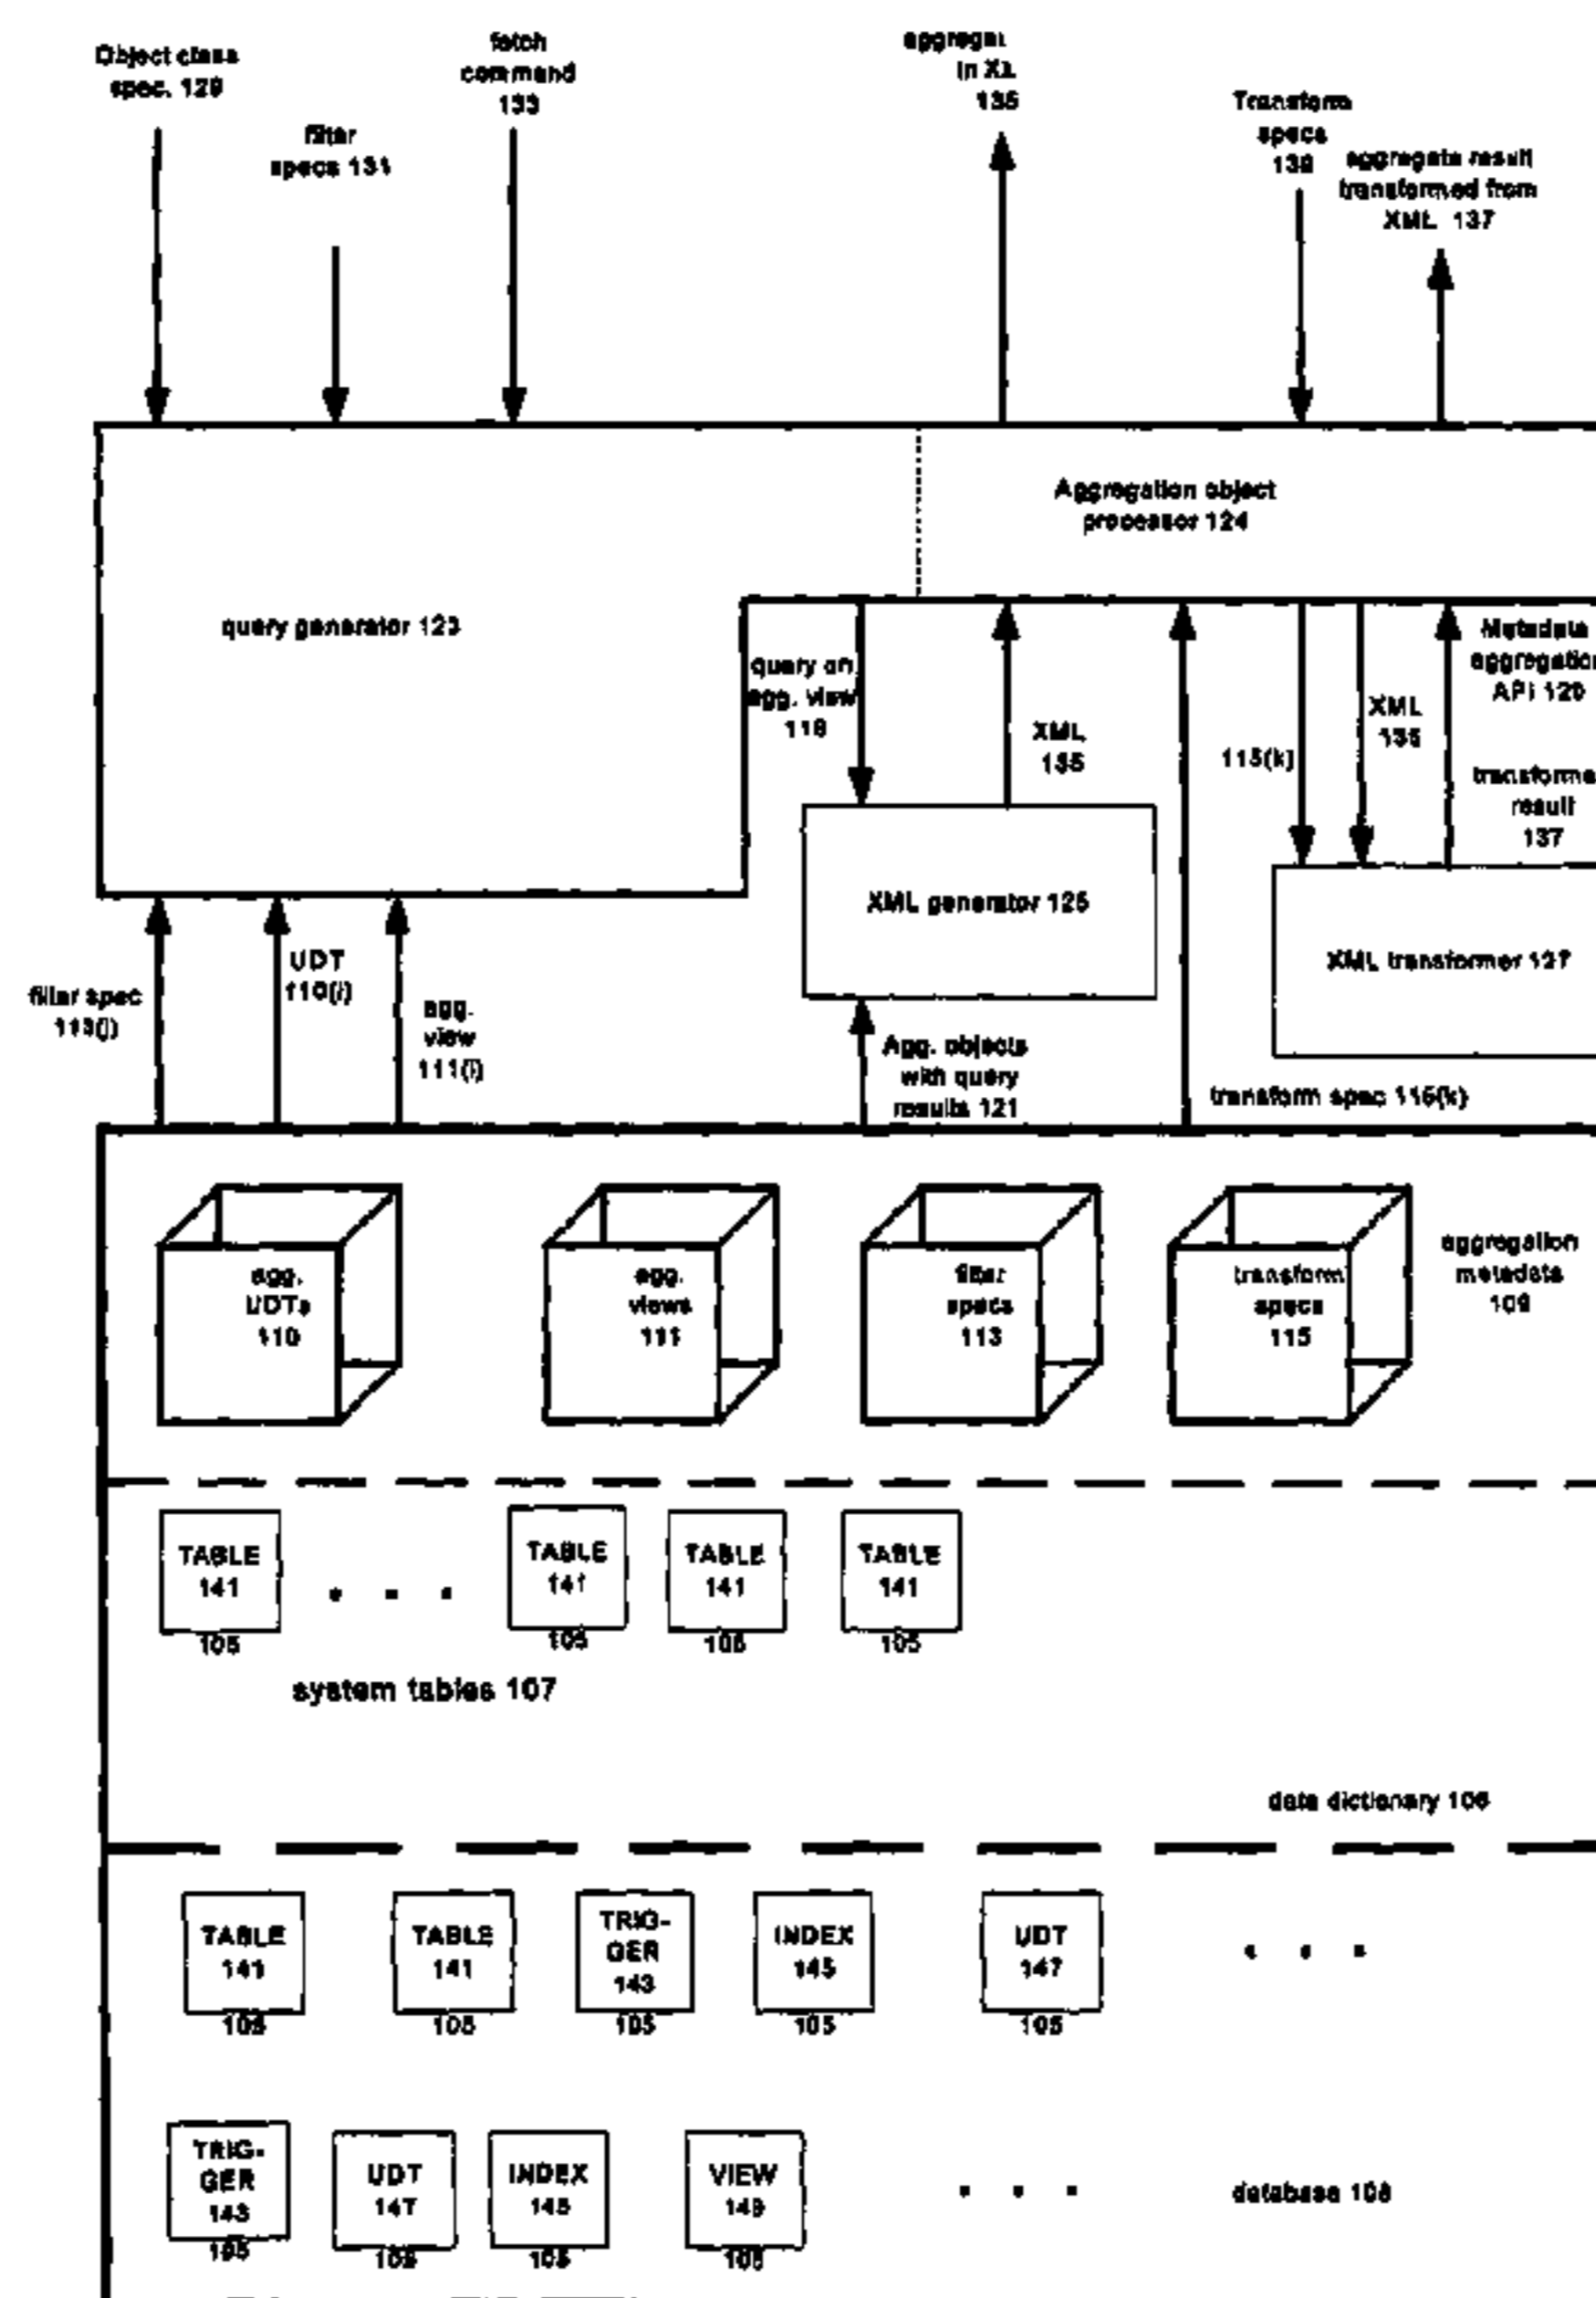 Object class
spec. 129
fetch
command
133
aggregat
in XL
135
filter
specs 131
Transform
specs
139
aggregate result
transformed from
XML 137
Aggregation object
processor 124
query generator 123
query on
agg. view
XML
135
115(k)
XML
135
Metadata
aggregation
API 120
transforme
result
137
XML generator 125
XML transformer 127
filter spec
113(j)
UDT
110(i)
agg.
view
111(i)
Agg. objects
with query
results 121
transform spec 115(k)
agg.
UDTs
110
agg.
views
111
filter
specs
113
transform
specs
115
aggregation
metadata
109
TABLE
141
105
TABLE
141
105
TABLE
141
105
TABLE
141
105
system tables 107
data dictionary 106
TABLE
141
105
TABLE
141
105
TRIG-
GER
143
105
INDEX
145
105
UDT
147
105
TRIG-
GER
143
105
UDT
147
105
INDEX
145
105
VIEW
149
105
database